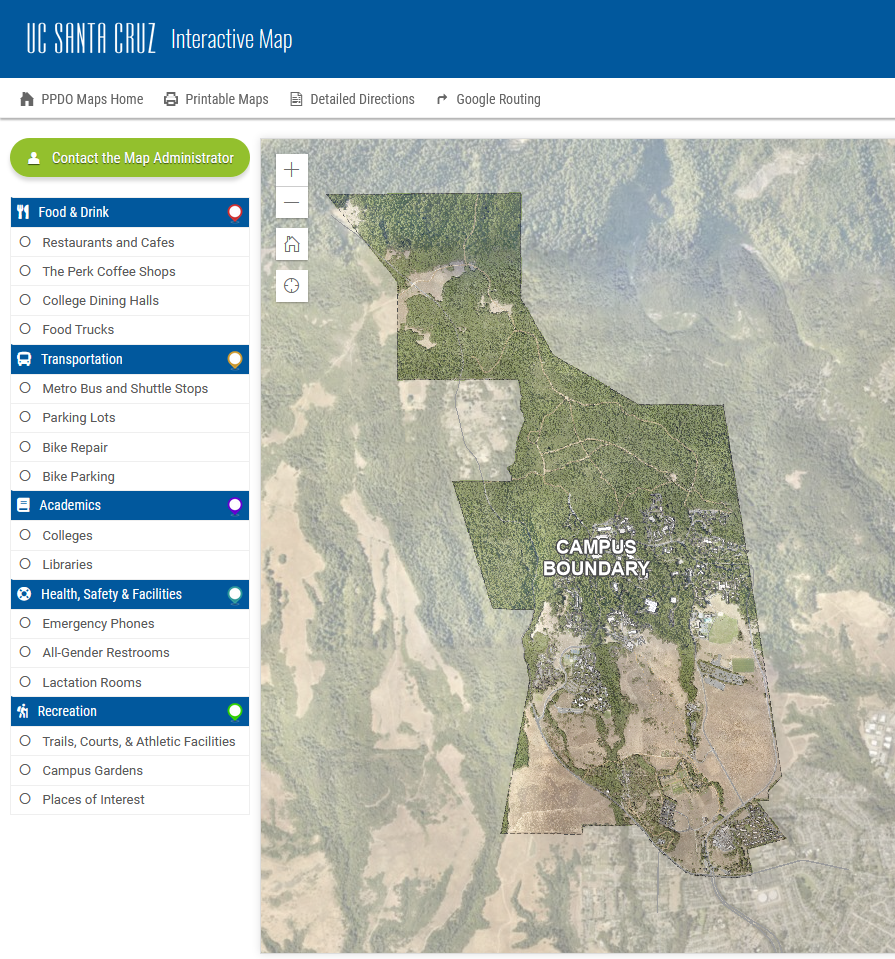 UC SANTA CRUZ Interactive Map
PPDO Maps Home Printable Maps Detailed Directions Google Routing
Contact the Map Administrator
Food & Drink
Restaurants and Cafes
The Perk Coffee Shops
College Dining Halls
Food Trucks
Transportation
Metro Bus and Shuttle Stops
Parking Lots
Bike Repair
Bike Parking
Academics
Colleges
Libraries
Health, Safety & Facilities
Emergency Phones
All-Gender Restrooms
Lactation Rooms
Recreation
Trails, Courts, & Athletic Facilities
Campus Gardens
Places of Interest
CAMPUS
BOUNDARY